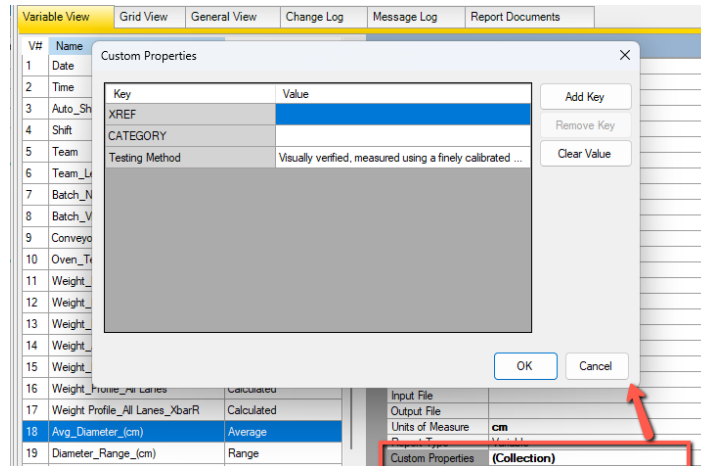 Variable View Grid View General View Change Log Message Log Report Documents
V# Name
1 Date
2 Time
3 Auto_Sh
4 Shift
5 Team
6 Team_L
7 Batch_N
8 Batch_V
9 Conveyo
10 Oven_Te
11 Weight_
12 Weight_
13 Weight_
14 Weight_
15 Weight_
16 Weight_Profile_All Lanes Calculated
17 Weight Profile_All Lanes_XbarR Calculated
18 Avg_Diameter_(cm) Average
19 Diameter_Range_(cm) Range
Custom Properties
Key Value
XREF
CATEGORY
Testing Method Visually verified, measured using a finely calibrated ...
Add Key
Remove Key
Clear Value
OK Cancel
Input File
Output File
Units of Measure cm
Report Type Variable
Custom Properties (Collection)